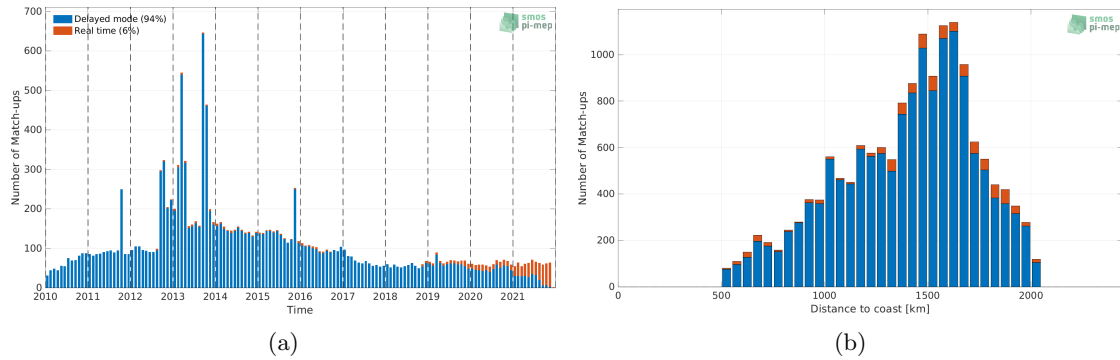 Delayed mode (94%)
Real time (6%)
smos
pi-mep
700
600
500
400
300
200
100
0
Number of Match-ups
2010 2011 2012 2013 2014 2015 2016 2017 2018 2019 2020 2021
Time
(a)
smos
pi-mep
1000
800
600
400
200
0
Number of Match-ups
0 500 1000 1500 2000
Distance to coast [km]
(b)